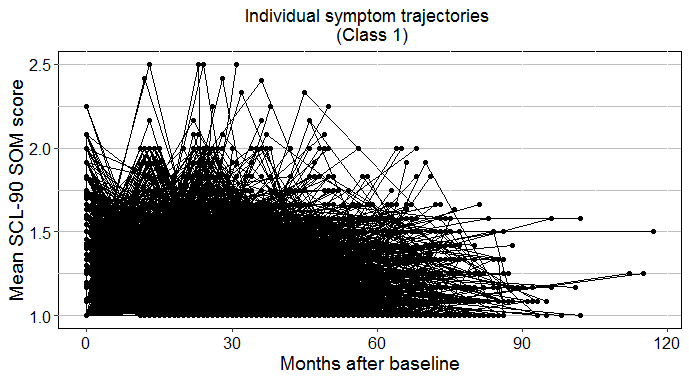 Individual symptom trajectories
(Class 1)
Mean SCL-90 SOM score
2.5
2.0
1.5
1.0
0
30
60
90
120
Months after baseline